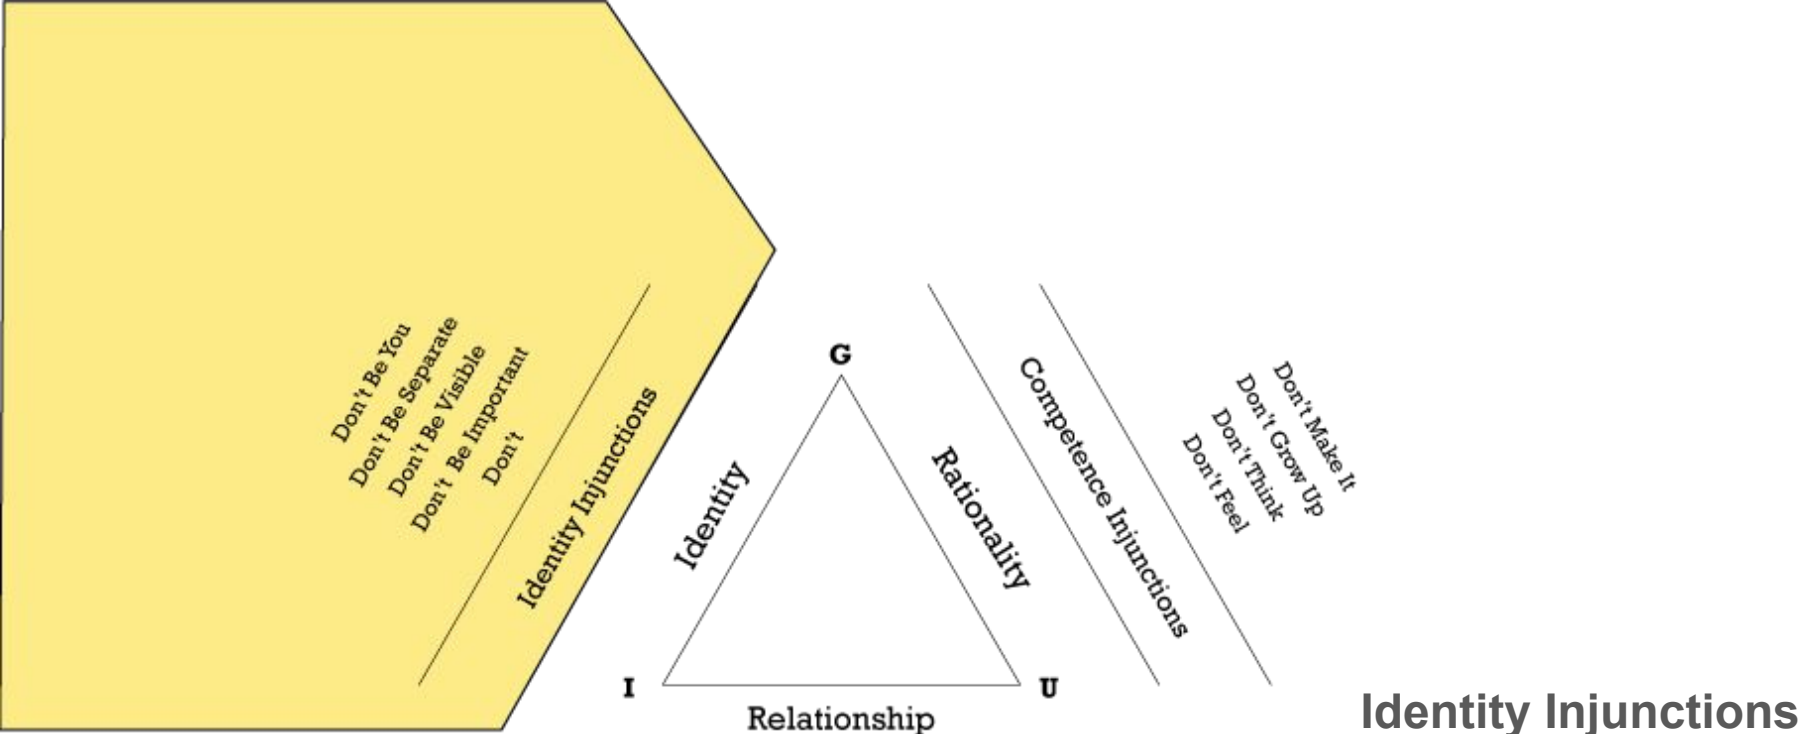 Don't Be You
Don't Be Separate
Don't Be Visible
Don't Be Important
Don't
Identity Injunctions
Identity
G
I
U
Relationship
Rationality
Competence Injunctions
Don't Feel
Don't Think
Don't Grow Up
Don't Make It
Identity Injunctions